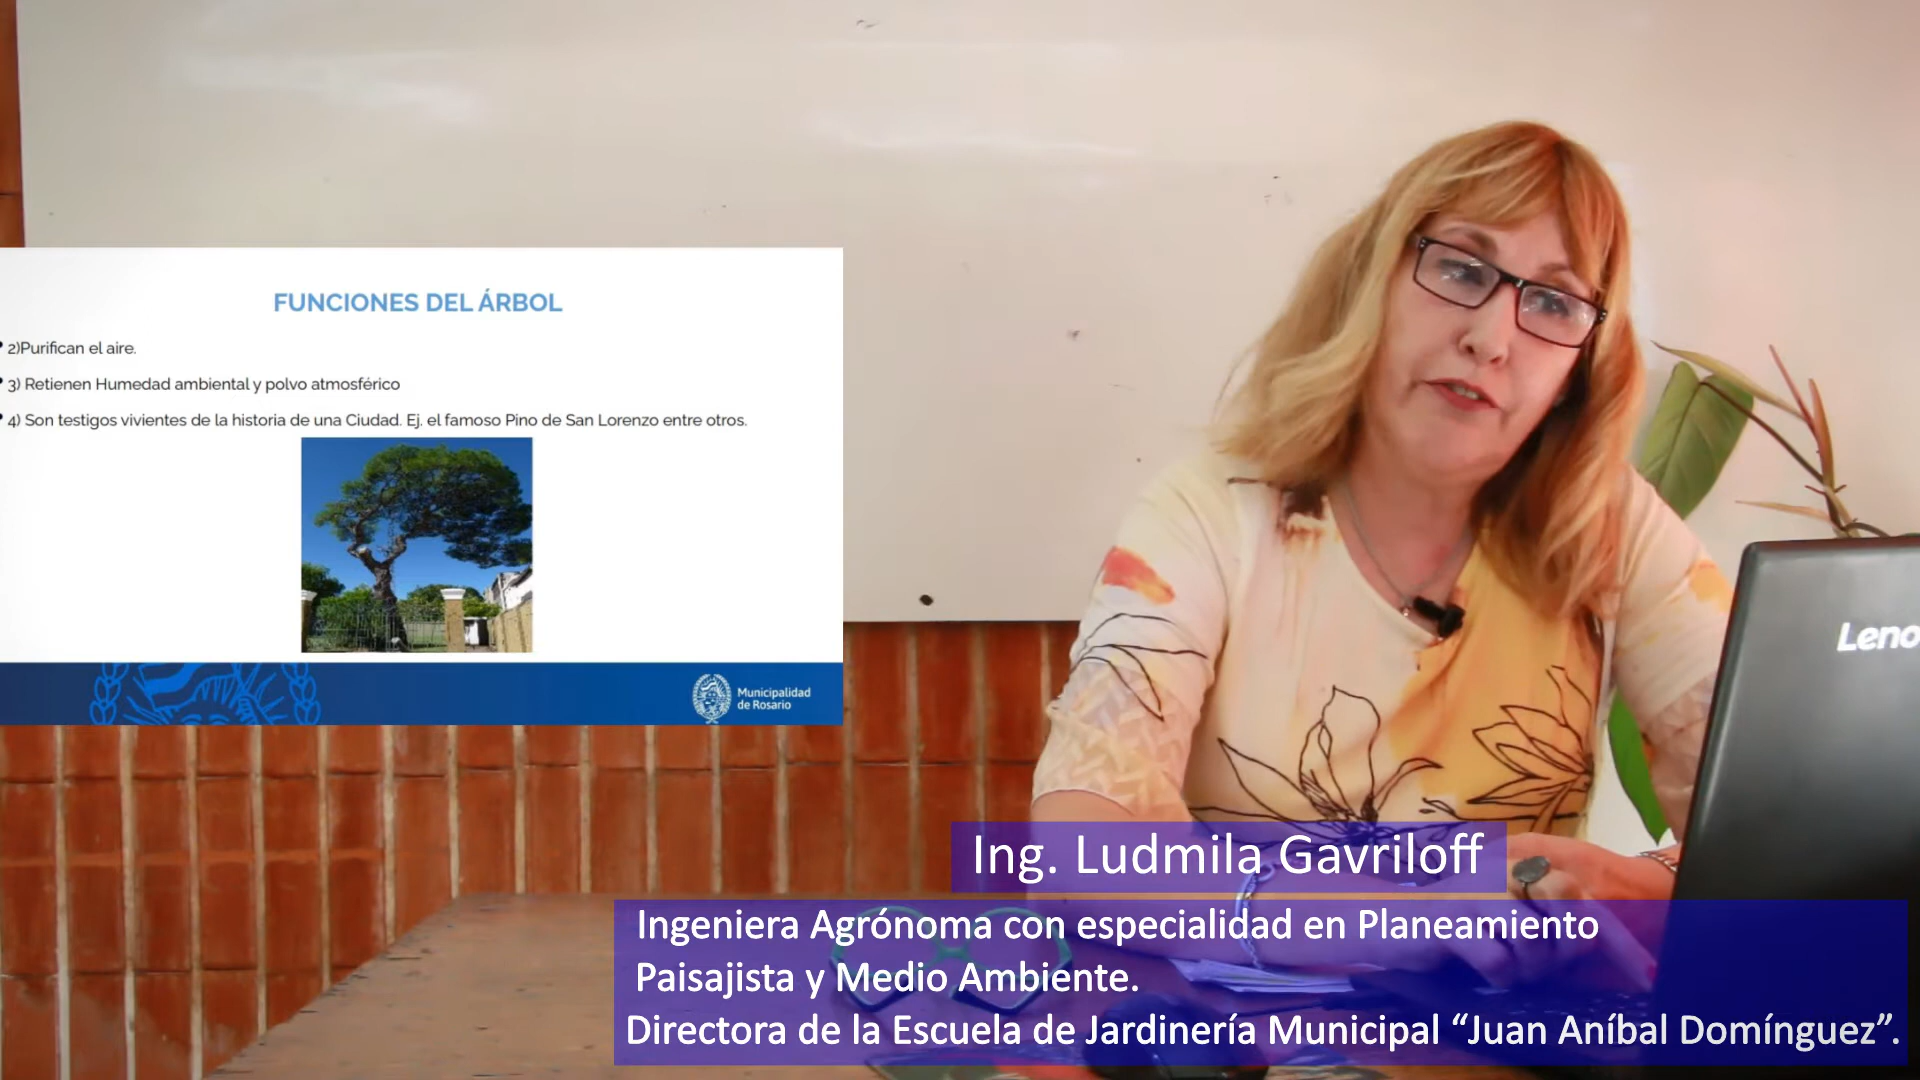 FUNCIONES DEL ÁRBOL
2)Purifican el aire.
3) Retienen Humedad ambiental y polvo atmosférico
4) Son testigos vivientes de la historia de una Ciudad. Ej. el famoso Pino de San Lorenzo entre otros.
Municipalidad
de Rosario
Leno
Ing. Ludmila Gavriloff
Ingeniera Agrónoma con especialidad en Planeamiento
Paisajista y Medio Ambiente.
Directora de la Escuela de Jardinería Municipal “Juan Aníbal Domínguez”.